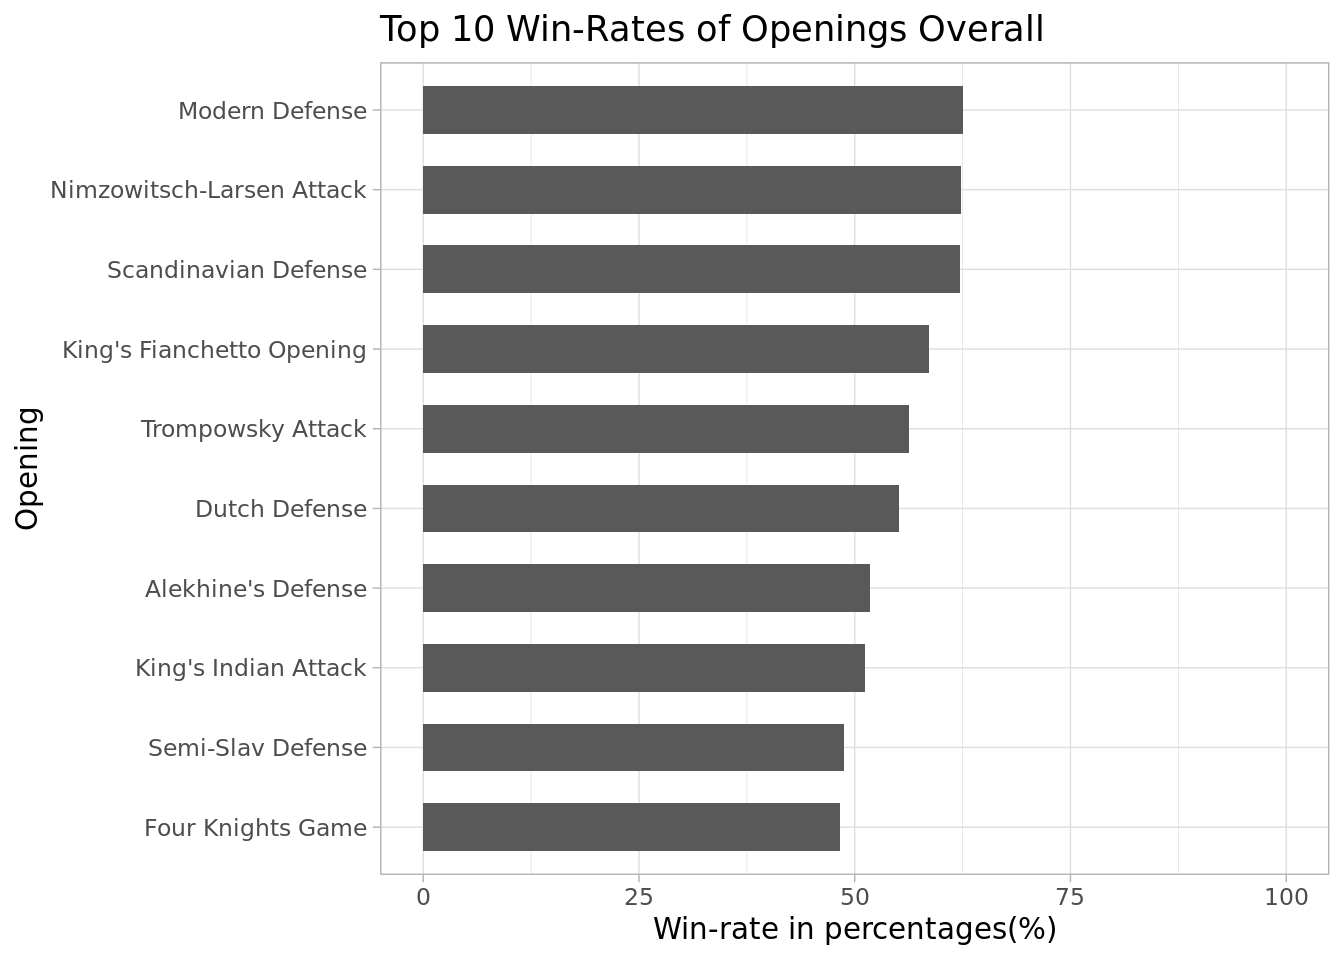 Top 10 Win-Rates of Openings Overall
Opening
Modern Defense
Nimzowitsch-Larsen Attack
Scandinavian Defense
King's Fianchetto Opening
Trompowsky Attack
Dutch Defense
Alekhine's Defense
King's Indian Attack
Semi-Slav Defense
Four Knights Game
0 25 50 75 100
Win-rate in percentages(%)